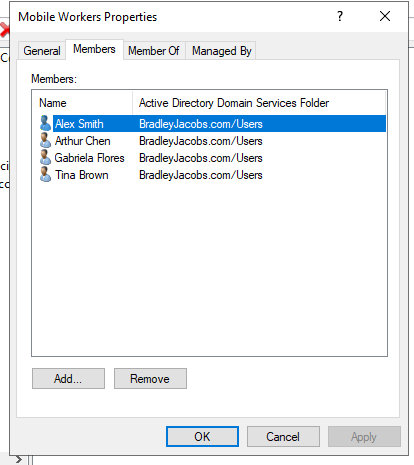 Mobile Workers Properties ?
General Members Member Of Managed By
Members:
Name Active Directory Domain Services Folder
Alex Smith BradleyJacobs.com/Users
Arthur Chen BradleyJacobs.com/Users
Gabriela Flores BradleyJacobs.com/Users
Tina Brown BradleyJacobs.com/Users
Add... Remove
OK Cancel Apply